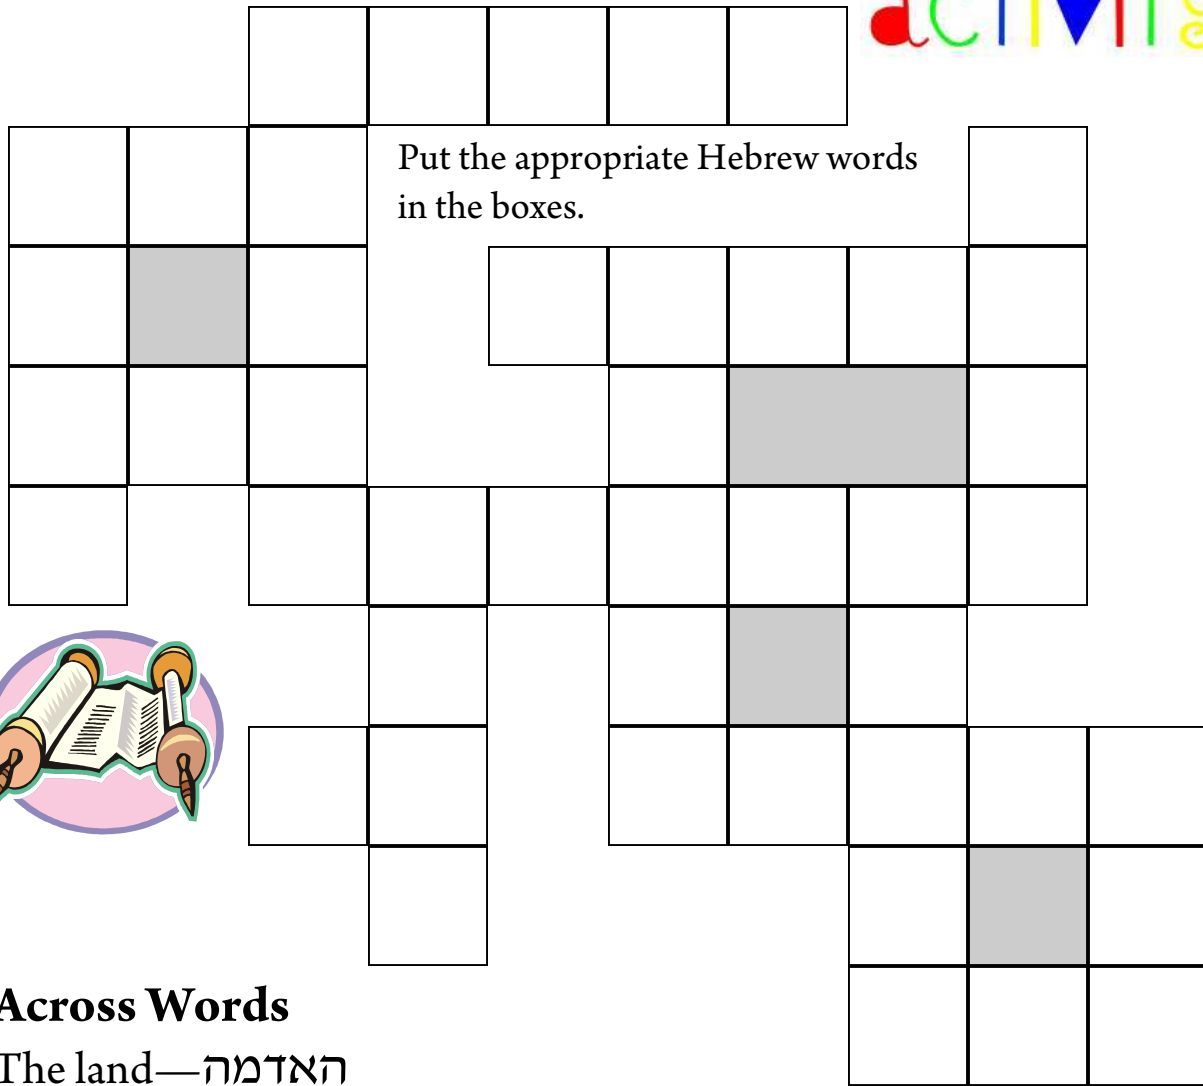 Put the appropriate Hebrew words
in the boxes.
Across Words
The land—האדמה